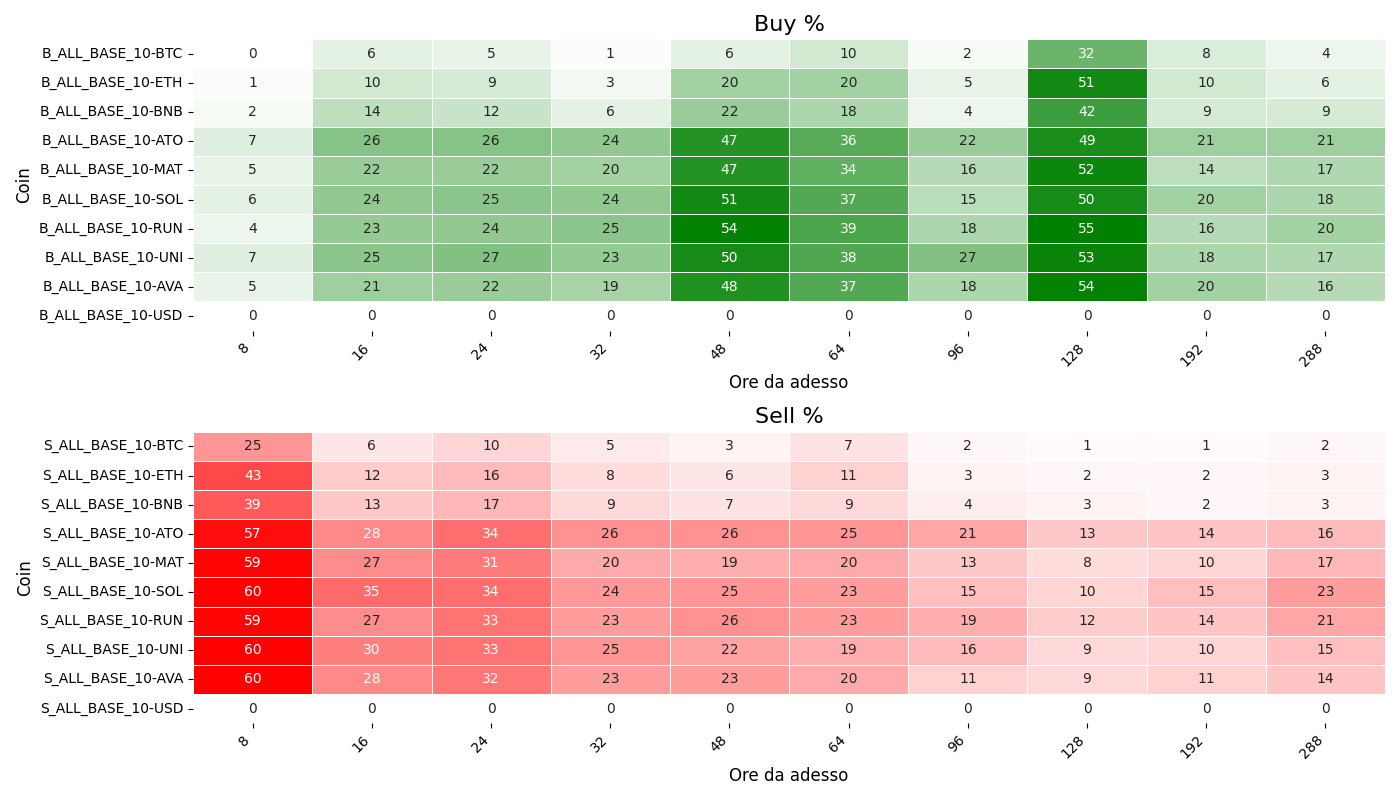 Buy %
Coin
B_ALL_BASE_10-BTC 0 6 5 1 6 10 2 32 8 4
B_ALL_BASE_10-ETH 1 10 9 3 20 20 5 51 10 6
B_ALL_BASE_10-BNB 2 14 12 6 22 18 4 42 9 9
B_ALL_BASE_10-ATO 7 26 26 24 47 36 22 49 21 21
B_ALL_BASE_10-MAT 5 22 22 20 47 34 16 52 14 17
B_ALL_BASE_10-SOL 6 24 25 24 51 37 15 50 20 18
B_ALL_BASE_10-RUN 4 23 24 25 54 39 18 55 16 20
B_ALL_BASE_10-UNI 7 25 27 23 50 38 27 53 18 17
B_ALL_BASE_10-AVA 5 21 22 19 48 37 18 54 20 16
B_ALL_BASE_10-USD 0 0 0 0 0 0 0 0 0 0
8 16 24 32 48 64 96 128 192 288
Ore da adesso
Sell %
Coin
S_ALL_BASE_10-BTC 25 6 10 5 3 7 2 1 1 2
S_ALL_BASE_10-ETH 43 12 16 8 6 11 3 2 2 3
S_ALL_BASE_10-BNB 39 13 17 9 7 9 4 3 2 3
S_ALL_BASE_10-ATO 57 28 34 26 26 25 21 13 14 16
S_ALL_BASE_10-MAT 59 27 31 20 19 20 13 8 10 17
S_ALL_BASE_10-SOL 60 35 34 24 25 23 15 10 15 23
S_ALL_BASE_10-RUN 59 27 33 23 26 23 19 12 14 21
S_ALL_BASE_10-UNI 60 30 33 25 22 19 16 9 10 15
S_ALL_BASE_10-AVA 60 28 32 23 23 20 11 9 11 14
S_ALL_BASE_10-USD 0 0 0 0 0 0 0 0 0 0
8 16 24 32 48 64 96 128 192 288
Ore da adesso